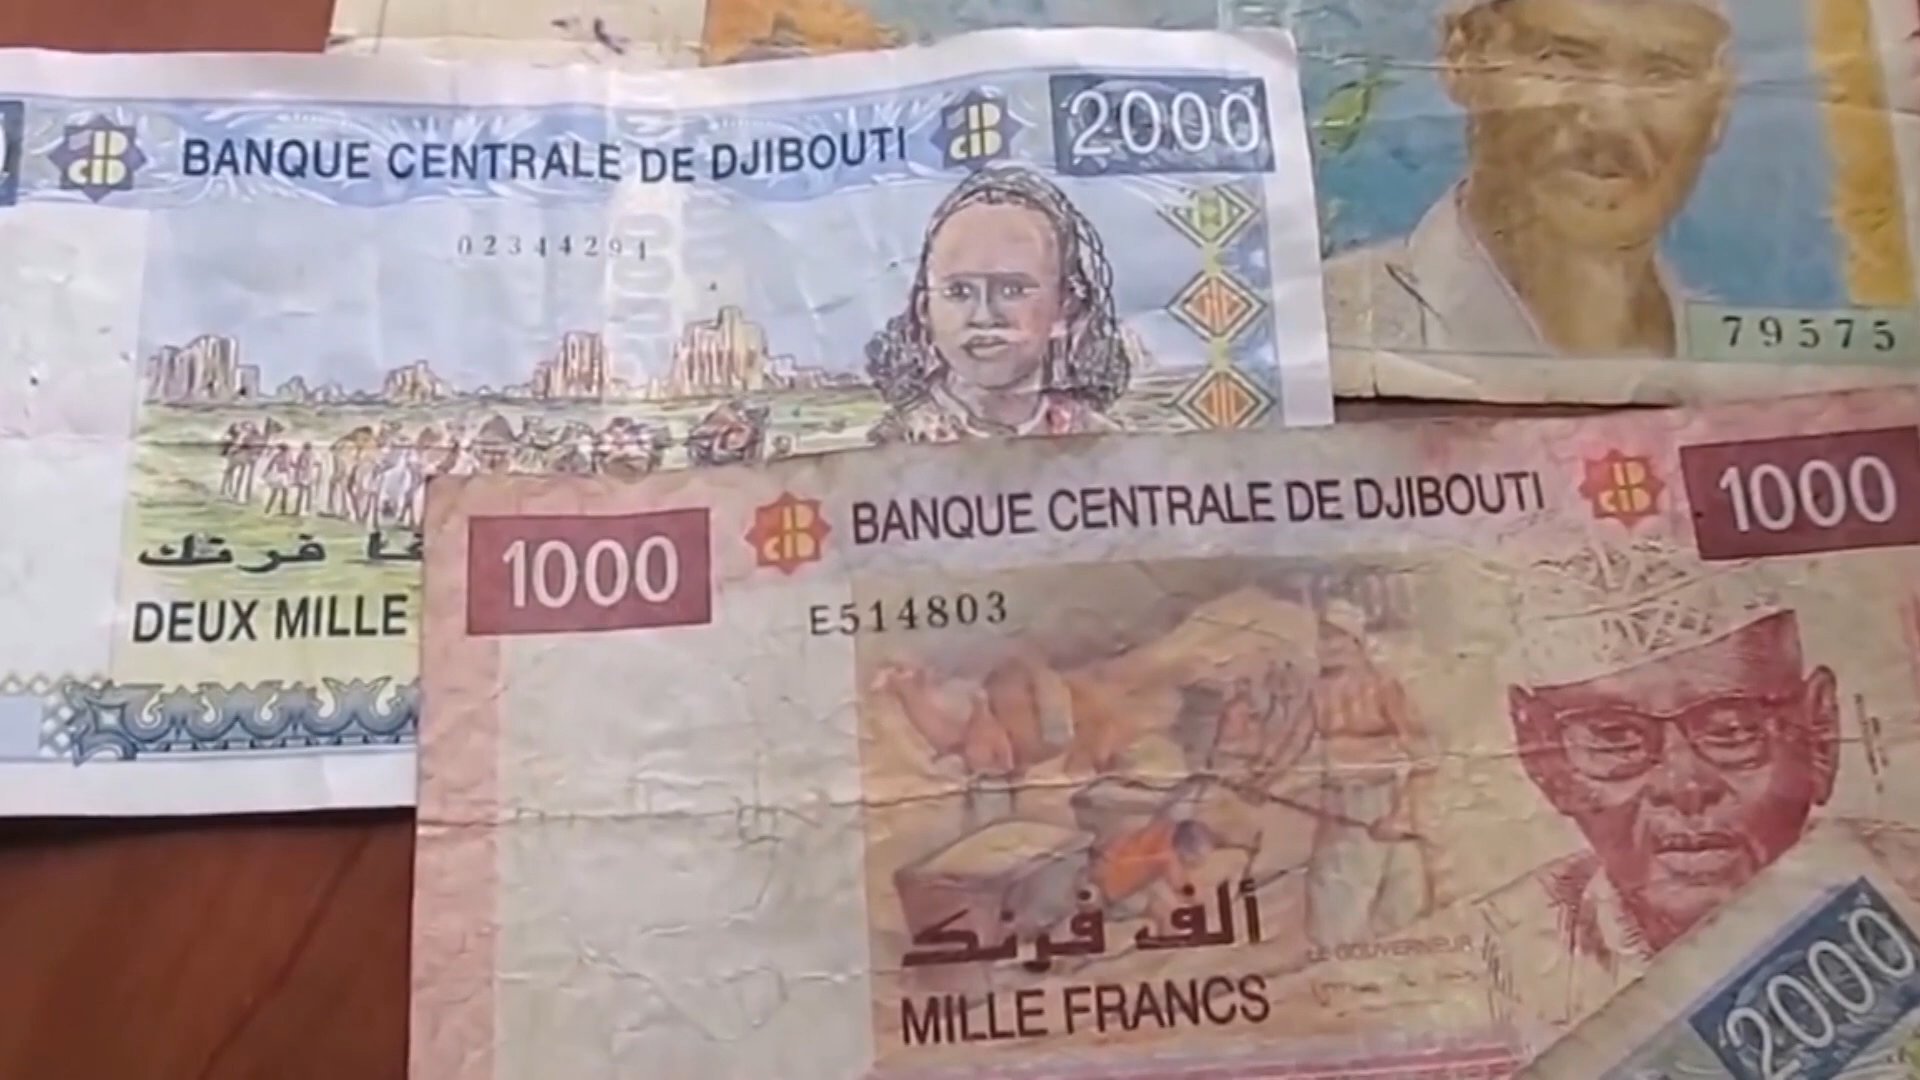 BANQUE CENTRALE DE DJIBOUTI
2000
02344291
79575
فرنك
DEUX MILLE
1000
BANQUE CENTRALE DE DJIBOUTI
1000
E514803
ألف فرنك
LE GOUVERNEUR
MILLE FRANCS
2000